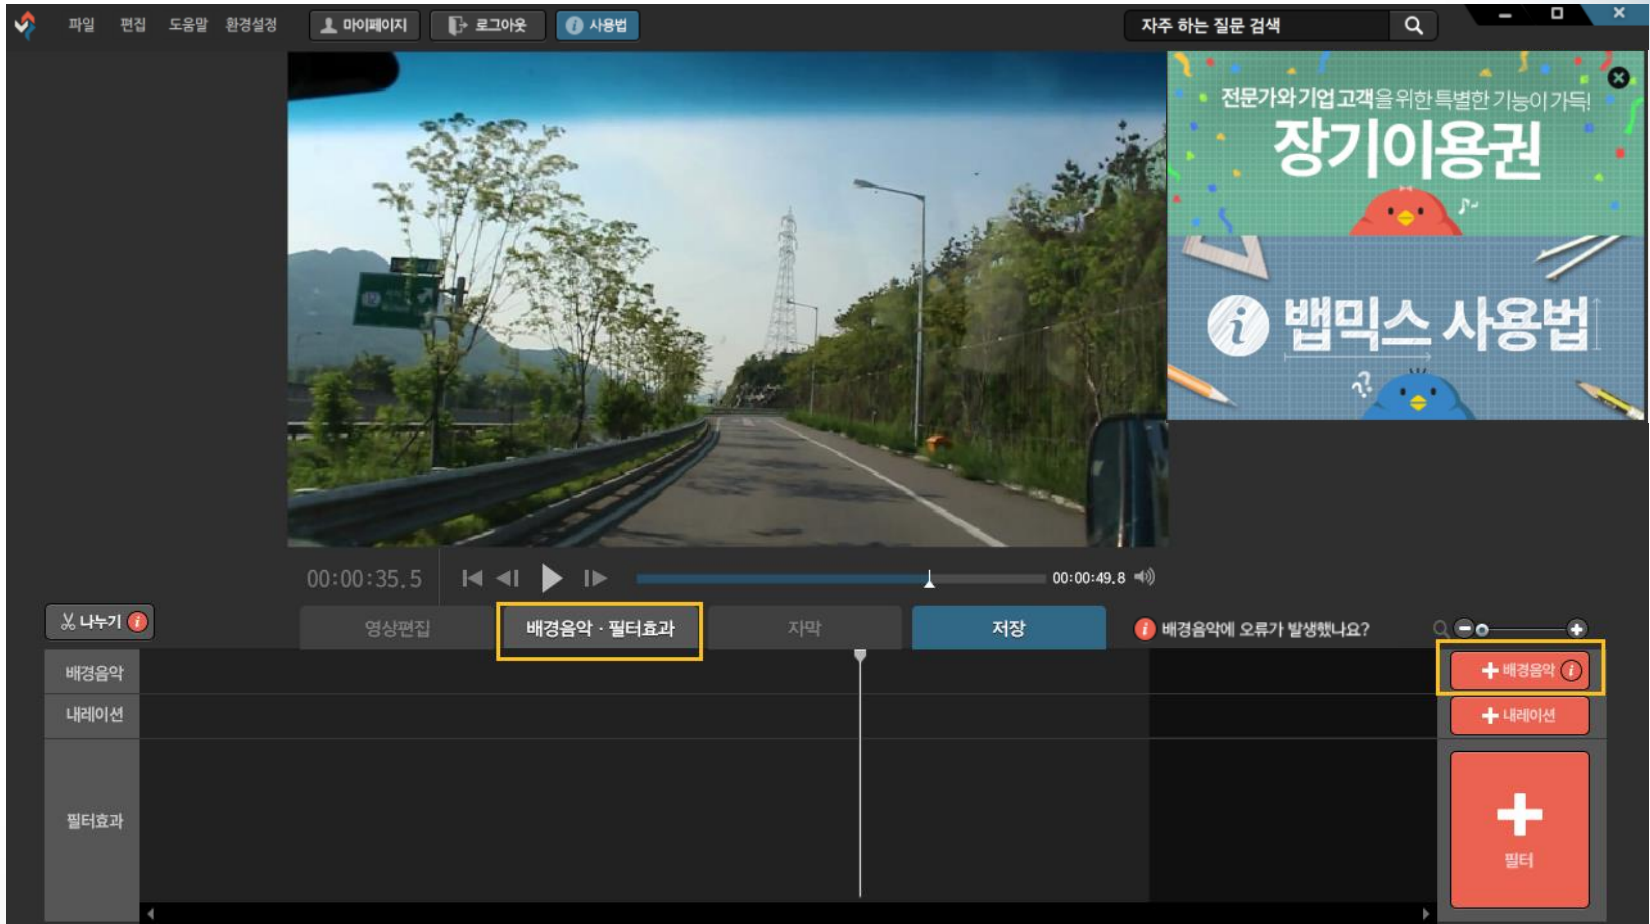 파일 편집 도움말 환경설정 마이페이지 로그아웃 i 사용법 자주 하는 질문 검색
전문가와 기업 고객을 위한 특별한 기능이 가득!
장기이용권
i 뱁믹스 사용법
??
12
00:00:35.5 00:00:49.8
나누기 i 영상편집 배경음악 · 필터효과 자막 저장 i 배경음악에 오류가 발생했나요?
배경음악 + 배경음악 i
내레이션 + 내레이션
필터효과 + 필터